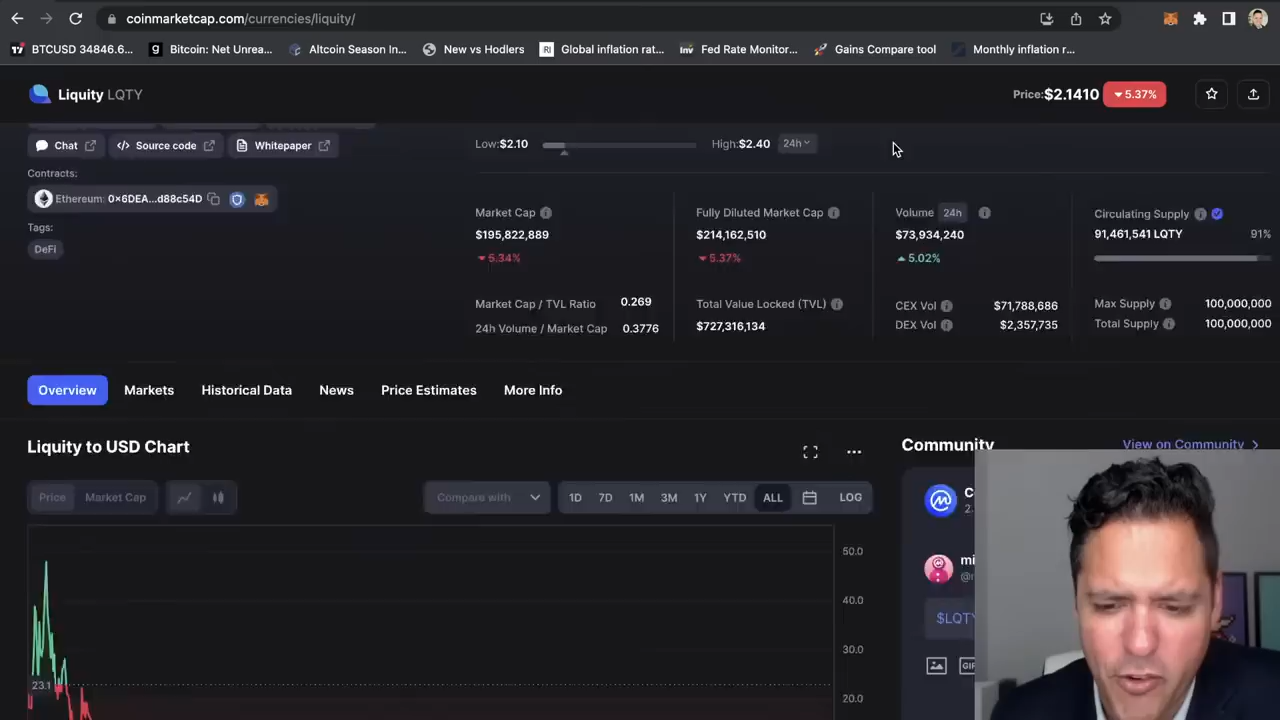 coinmarketcap.com/currencies/liquity/
BTCUSD 34846.6... Bitcoin: Net Unrea... Altcoin Season In... New vs Hodlers Global inflation rat... Fed Rate Monitor... Gains Compare tool Monthly inflation r...
Liquity LQTY Price:$2.1410 5.37%
Chat Source code Whitepaper
Low:$2.10 High:$2.40 24h
Contracts:
Ethereum: 0x6DEA...d88c54D
Tags:
DeFi
Market Cap
$195,822,889
5.34%
Market Cap / TVL Ratio 0.269
24h Volume / Market Cap 0.3776
Fully Diluted Market Cap
$214,162,510
5.37%
Total Value Locked (TVL)
$727,316,134
Volume 24h
$73,934,240
5.02%
CEX Vol $71,788,686
DEX Vol $2,357,735
Circulating Supply
91,461,541 LQTY 91%
Max Supply 100,000,000
Total Supply 100,000,000
Overview Markets Historical Data News Price Estimates More Info
Liquity to USD Chart
Price Market Cap Compare with 1D 7D 1M 3M 1Y YTD ALL LOG
50.0
40.0
30.0
23.1
20.0
Community View on Community
C
2.
mi
@
$LQTY
GIF